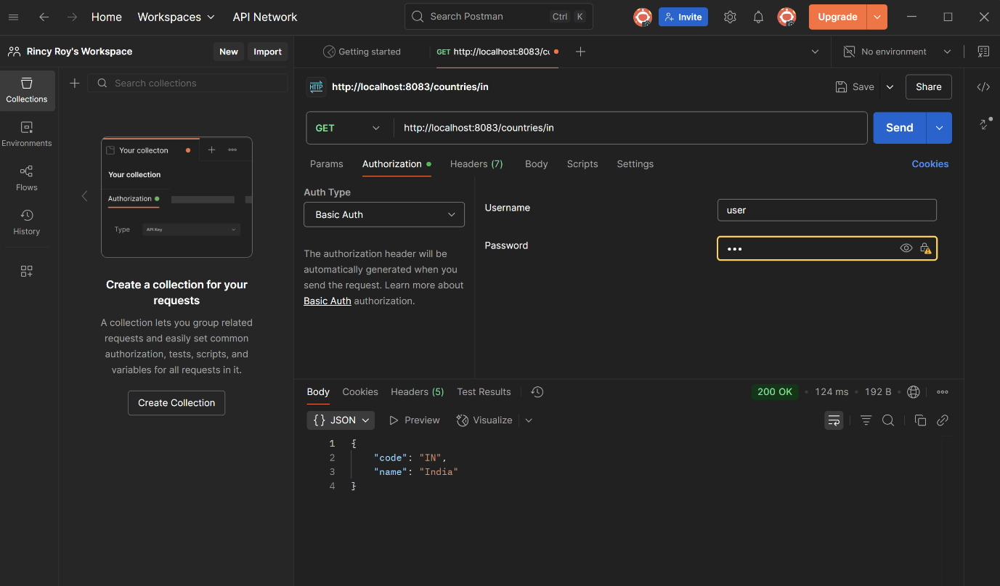 Home
Workspaces
API Network
Search Postman
Ctrl K
Invite
Upgrade
Rincy Roy's Workspace
New
Import
Getting started
GET http://localhost:8083/cu
No environment
Collections
Search collections
http://localhost:8083/countries/in
Save
Share
GET
http://localhost:8083/countries/in
Send
Environments
Flows
History
Your collecton
Your collection
Authorization
Type
API Key
Create a collection for your
requests
A collection lets you group related
requests and easily set common
authorization, tests, scripts, and
variables for all requests in it.
Create Collection
Params
Authorization
Headers (7)
Body
Scripts
Settings
Cookies
Auth Type
Basic Auth
The authorization header will be
automatically generated when you
send the request. Learn more about
Basic Auth authorization.
Username
user
Password
Body
Cookies
Headers (5)
Test Results
200 OK
124 ms
192 B
{} JSON
Preview
Visualize
1 {
2 "code": "IN",
3 "name": "India"
4 }